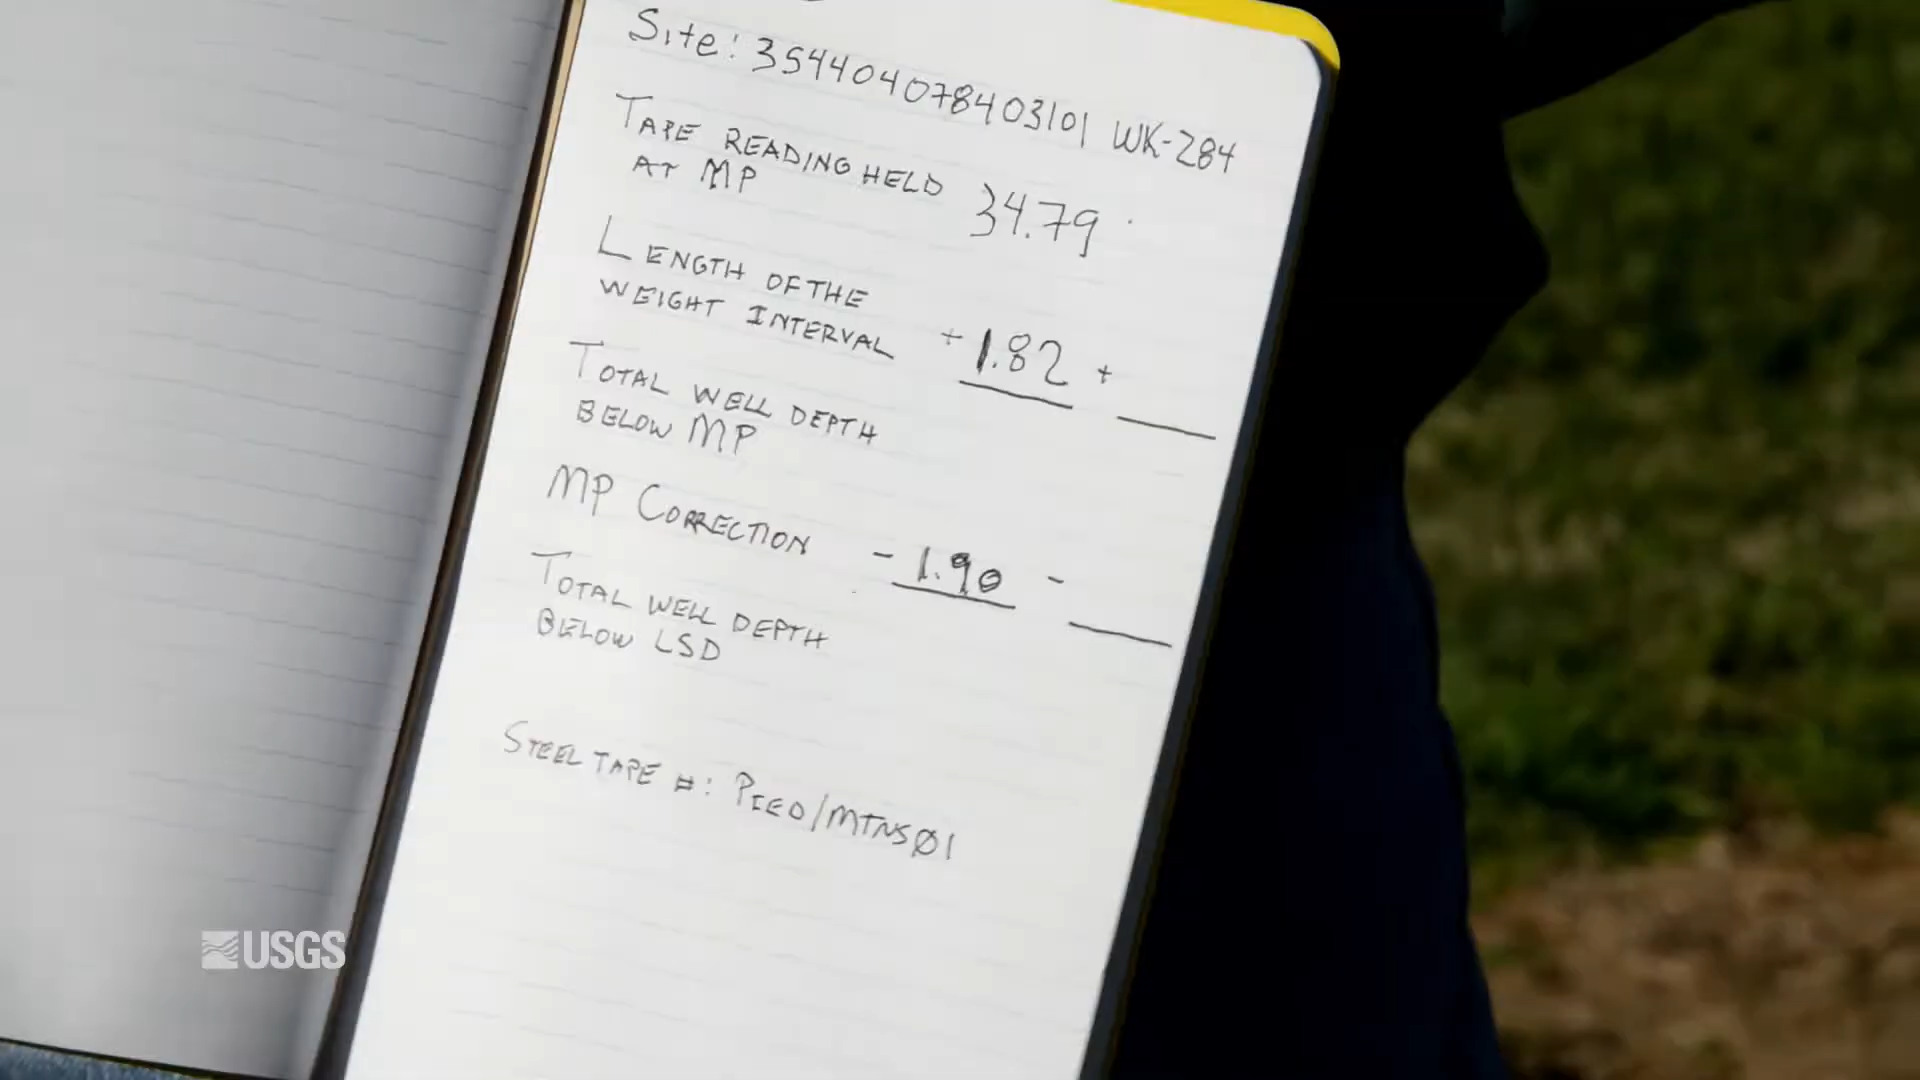 Site: 354404078403101 WK-284
TAPE READING HELD 34.79
AT MP
LENGTH OF THE
WEIGHT INTERVAL + 1.82 +
TOTAL WELL DEPTH
BELOW MP
MP CORRECTION - 1.90 -
TOTAL WELL DEPTH
BELOW LSD
STEEL TAPE #: PIED/MTNSØ1
USGS